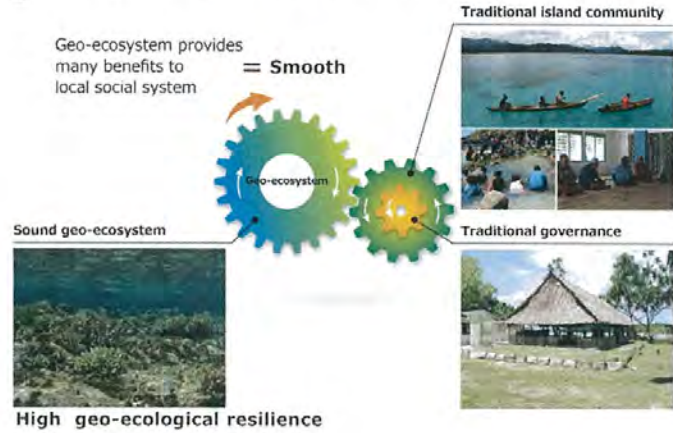 Traditional island community
Geo-ecosystem provides
many benefits to
local social system
= Smooth
Geo-ecosystem
Sound geo-ecosystem
Traditional governance
High geo-ecological resilience